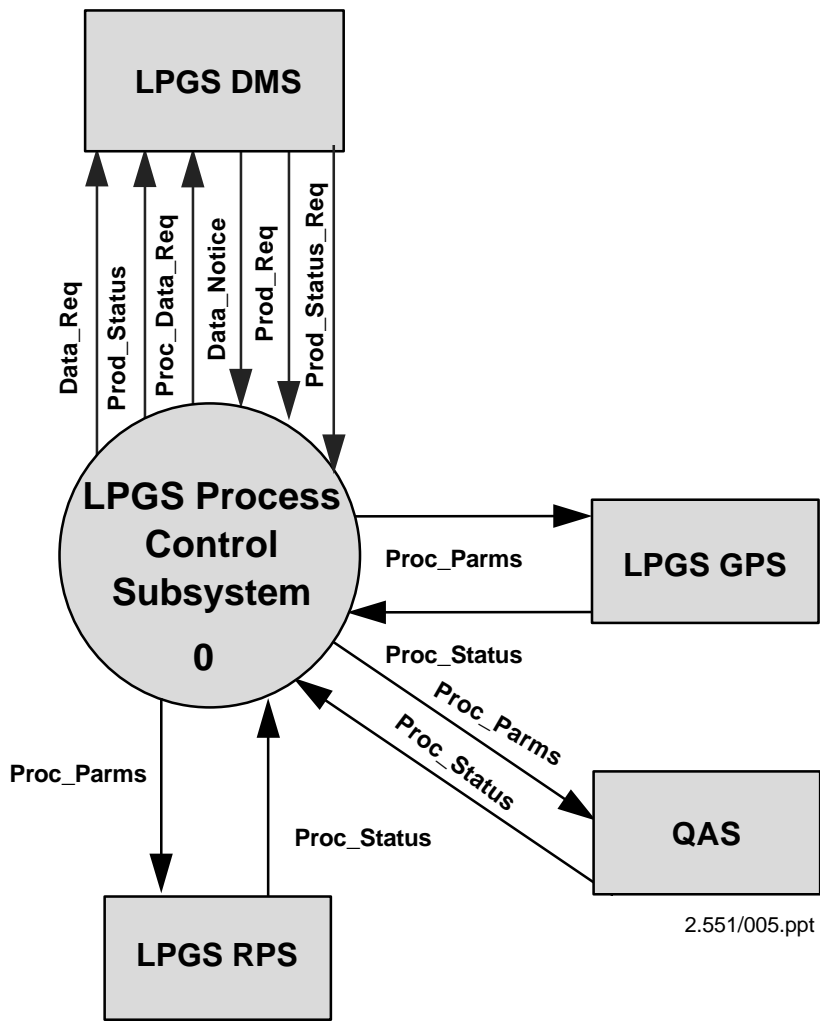 LPGS DMS
Data_Req
Prod_Status
Proc_Data_Req
Data_Notice
Prod_Req
Prod_Status_Req
LPGS Process
Control
Subsystem
0
Proc_Parms
LPGS GPS
Proc_Status
Proc_Parms
Proc_Status
Proc_Parms
Proc_Status
QAS
2.551/005.ppt
LPGS RPS